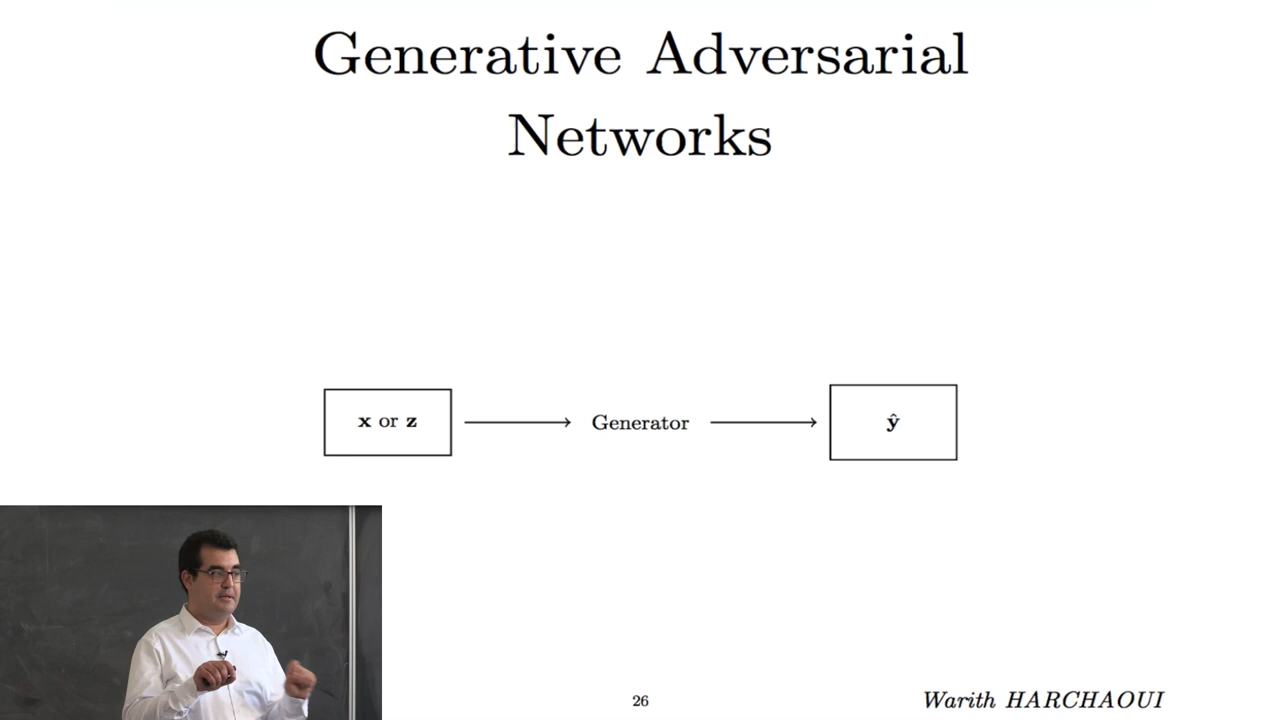 Generative Adversarial
Networks
x or z
Generator
ŷ
26
Warith HARCHAOUI